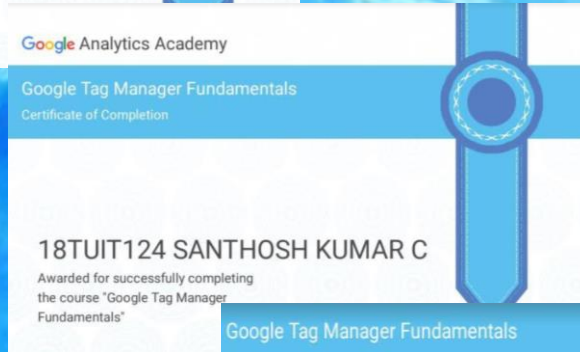 Google Analytics Academy
Google Tag Manager Fundamentals
Certificate of Completion
18TUIT124 SANTHOSH KUMAR C
Awarded for successfully completing
the course "Google Tag Manager
Fundamentals"
Google Tag Manager Fundamentals